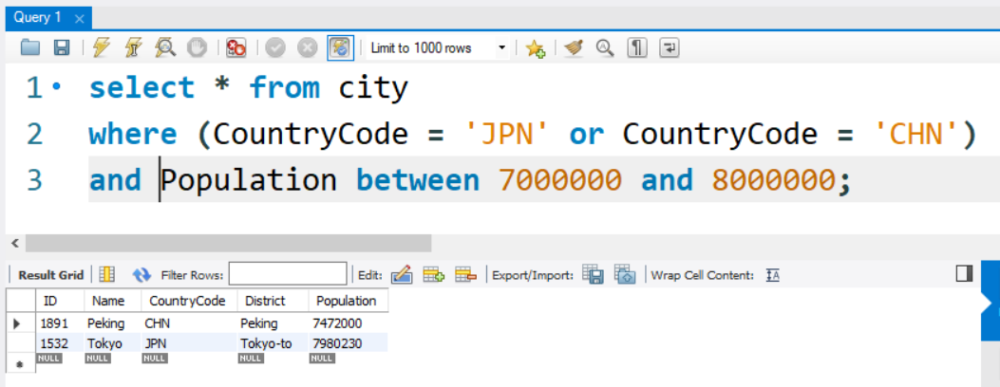 Query 1
Limit to 1000 rows
1 select * from city
2 where (CountryCode = 'JPN' or CountryCode = 'CHN')
3 and Population between 7000000 and 8000000;
Result Grid Filter Rows: Edit: Export/Import: Wrap Cell Content: IA
ID Name CountryCode District Population
1891 Peking CHN Peking 7472000
1532 Tokyo JPN Tokyo-to 7980230
NULL NULL NULL NULL NULL